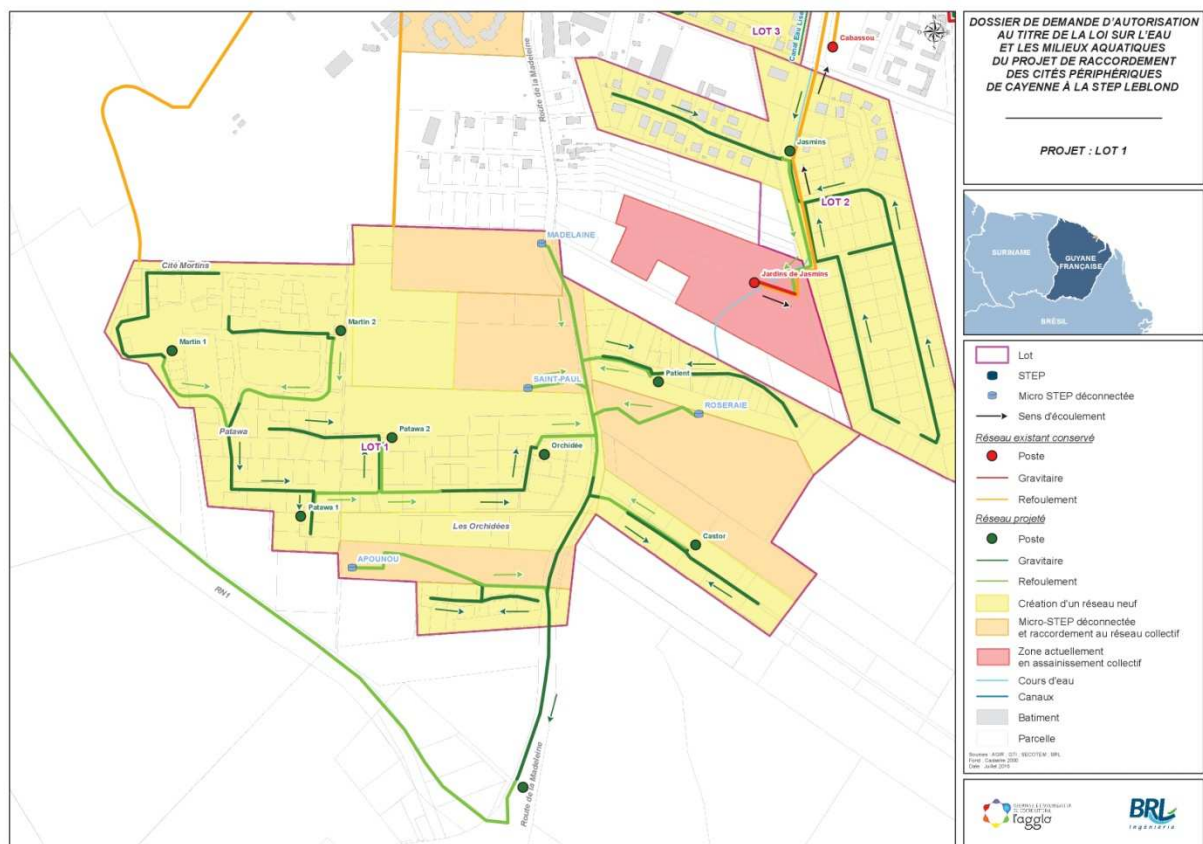 DOSSIER DE DEMANDE D'AUTORISATION
AU TITRE DE LA LOI SUR L'EAU
ET LES MILIEUX AQUATIQUES
DU PROJET DE RACCORDEMENT
DES CITÉS PÉRIPHÉRIQUES
DE CAYENNE À LA STEP LEBLOND
PROJET : LOT 1
SURINAME
GUYANE
FRANÇAISE
BRÉSIL
Lot
STEP
Micro STEP déconnectée
Sens d'écoulement
Réseau existant conservé
Poste
Gravitaire
Refoulement
Réseau projeté
Poste
Gravitaire
Refoulement
Création d'un réseau neuf
Micro-STEP déconnectée
et raccordement au réseau collectif
Zone actuellement
en assainissement collectif
Cours d'eau
Canaux
Batiment
Parcelle
l'agglo
BRL
Ingénierie
LOT 3
Cabassou
Route de la Madeleine
Jasmins
LOT 2
MADELAINE
Jardins de Jasmins
Cité Mortins
Martin 2
Martin 1
Patient
SAINT-PAUL
ROSERAIE
Patawa
Patawa 2
LOT 1
Orchidée
Patawa 1
Les Orchidées
Castor
APOUNOU
RN1
Route de la Madeleine